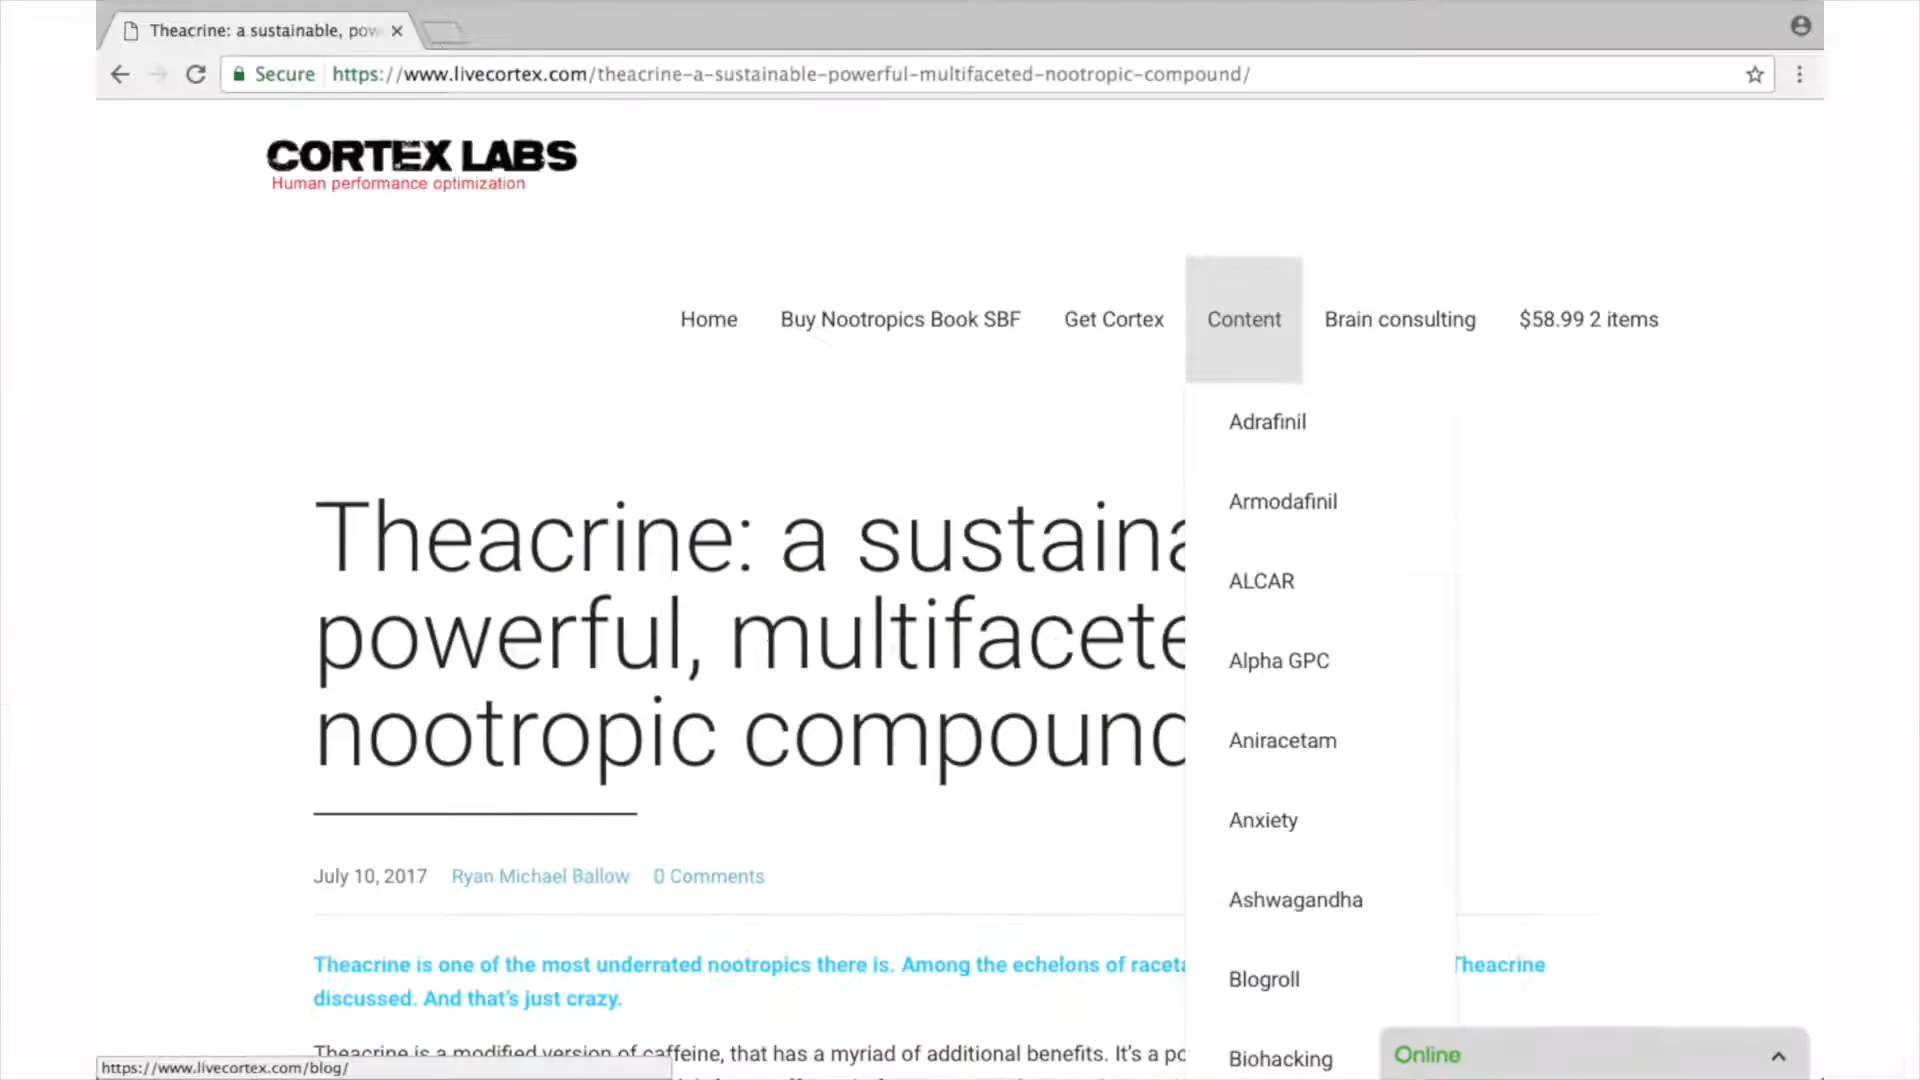 Theacrine: a sustainable, pow
Secure https://www.livecortex.com/theacrine-a-sustainable-powerful-multifaceted-nootropic-compound/
CORTEX LABS
Human performance optimization
Home Buy Nootropics Book SBF Get Cortex Content Brain consulting $58.99 2 items
Adrafinil
Armodafinil
ALCAR
Alpha GPC
Aniracetam
Anxiety
Ashwagandha
Blogroll
Biohacking
Theacrine: a sustaina
powerful, multifacete
nootropic compound
July 10, 2017 Ryan Michael Ballow 0 Comments
Theacrine is one of the most underrated nootropics there is. Among the echelons of raceta Theacrine
discussed. And that's just crazy.
Theacrine is a modified version of caffeine, that has a myriad of additional benefits. It's a po
Online
https://www.livecortex.com/blog/